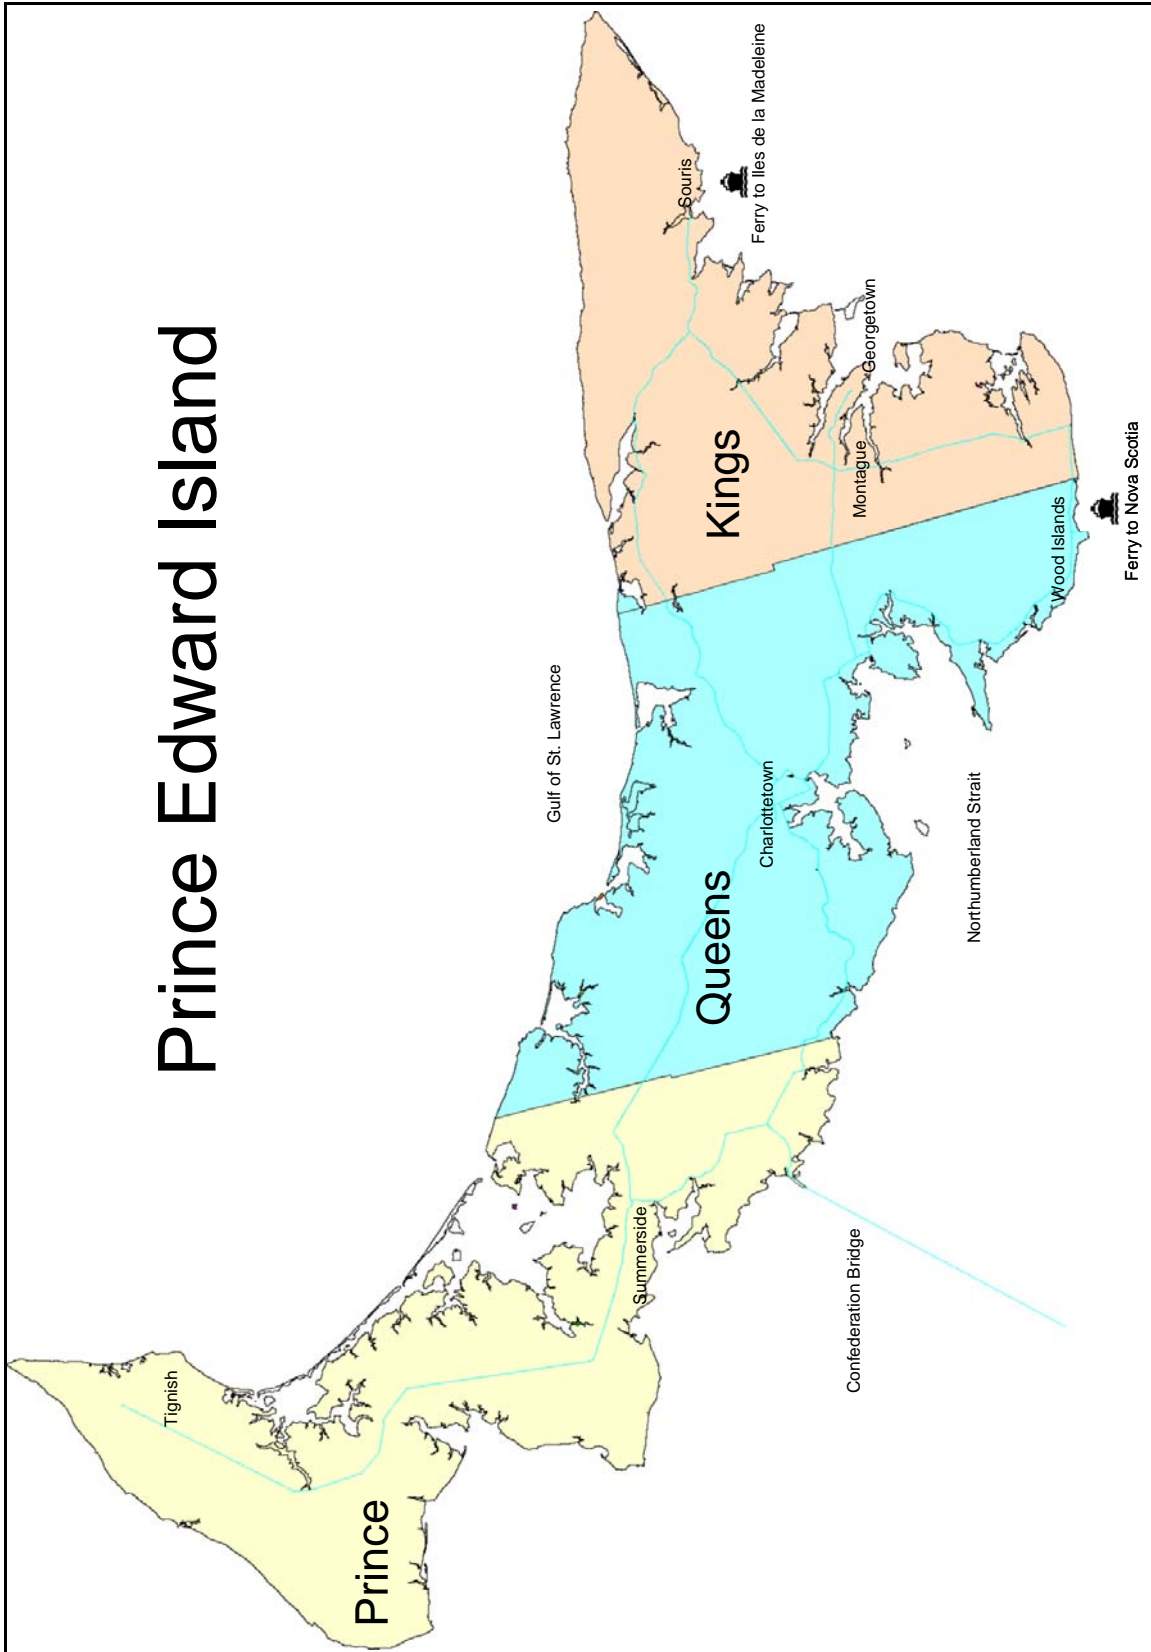 Prince Edward Island
Tignish
Prince
Summerside
Confederation Bridge
Gulf of St. Lawrence
Queens
Charlottetown
Northumberland Strait
Kings
Souris
Ferry to Iles de la Madeleine
Georgetown
Montague
Wood Islands
Ferry to Nova Scotia